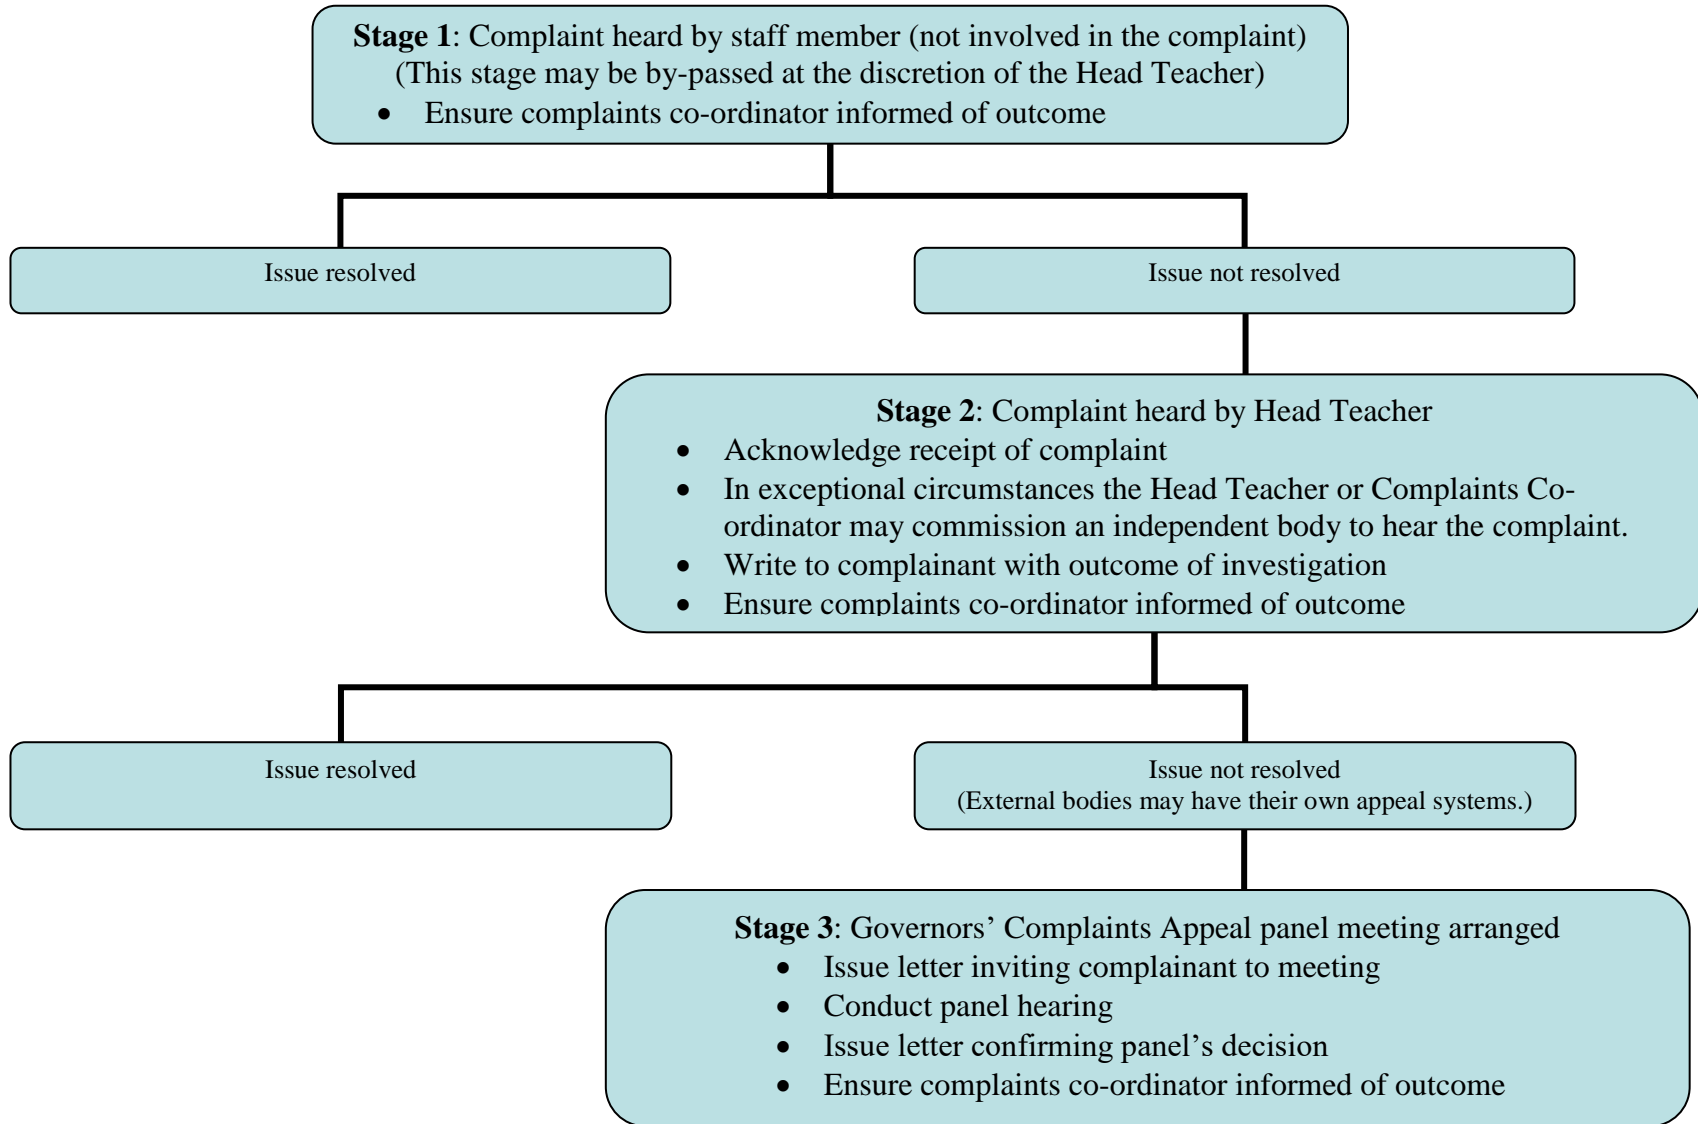 Stage 1: Complaint heard by staff member (not involved in the complaint)
(This stage may be by-passed at the discretion of the Head Teacher)
• Ensure complaints co-ordinator informed of outcome
Issue resolved
Issue not resolved
Stage 2: Complaint heard by Head Teacher
• Acknowledge receipt of complaint
• In exceptional circumstances the Head Teacher or Complaints Co-
ordinator may commission an independent body to hear the complaint.
• Write to complainant with outcome of investigation
• Ensure complaints co-ordinator informed of outcome
Issue resolved
Issue not resolved
(External bodies may have their own appeal systems.)
Stage 3: Governors’ Complaints Appeal panel meeting arranged
• Issue letter inviting complainant to meeting
• Conduct panel hearing
• Issue letter confirming panel’s decision
• Ensure complaints co-ordinator informed of outcome